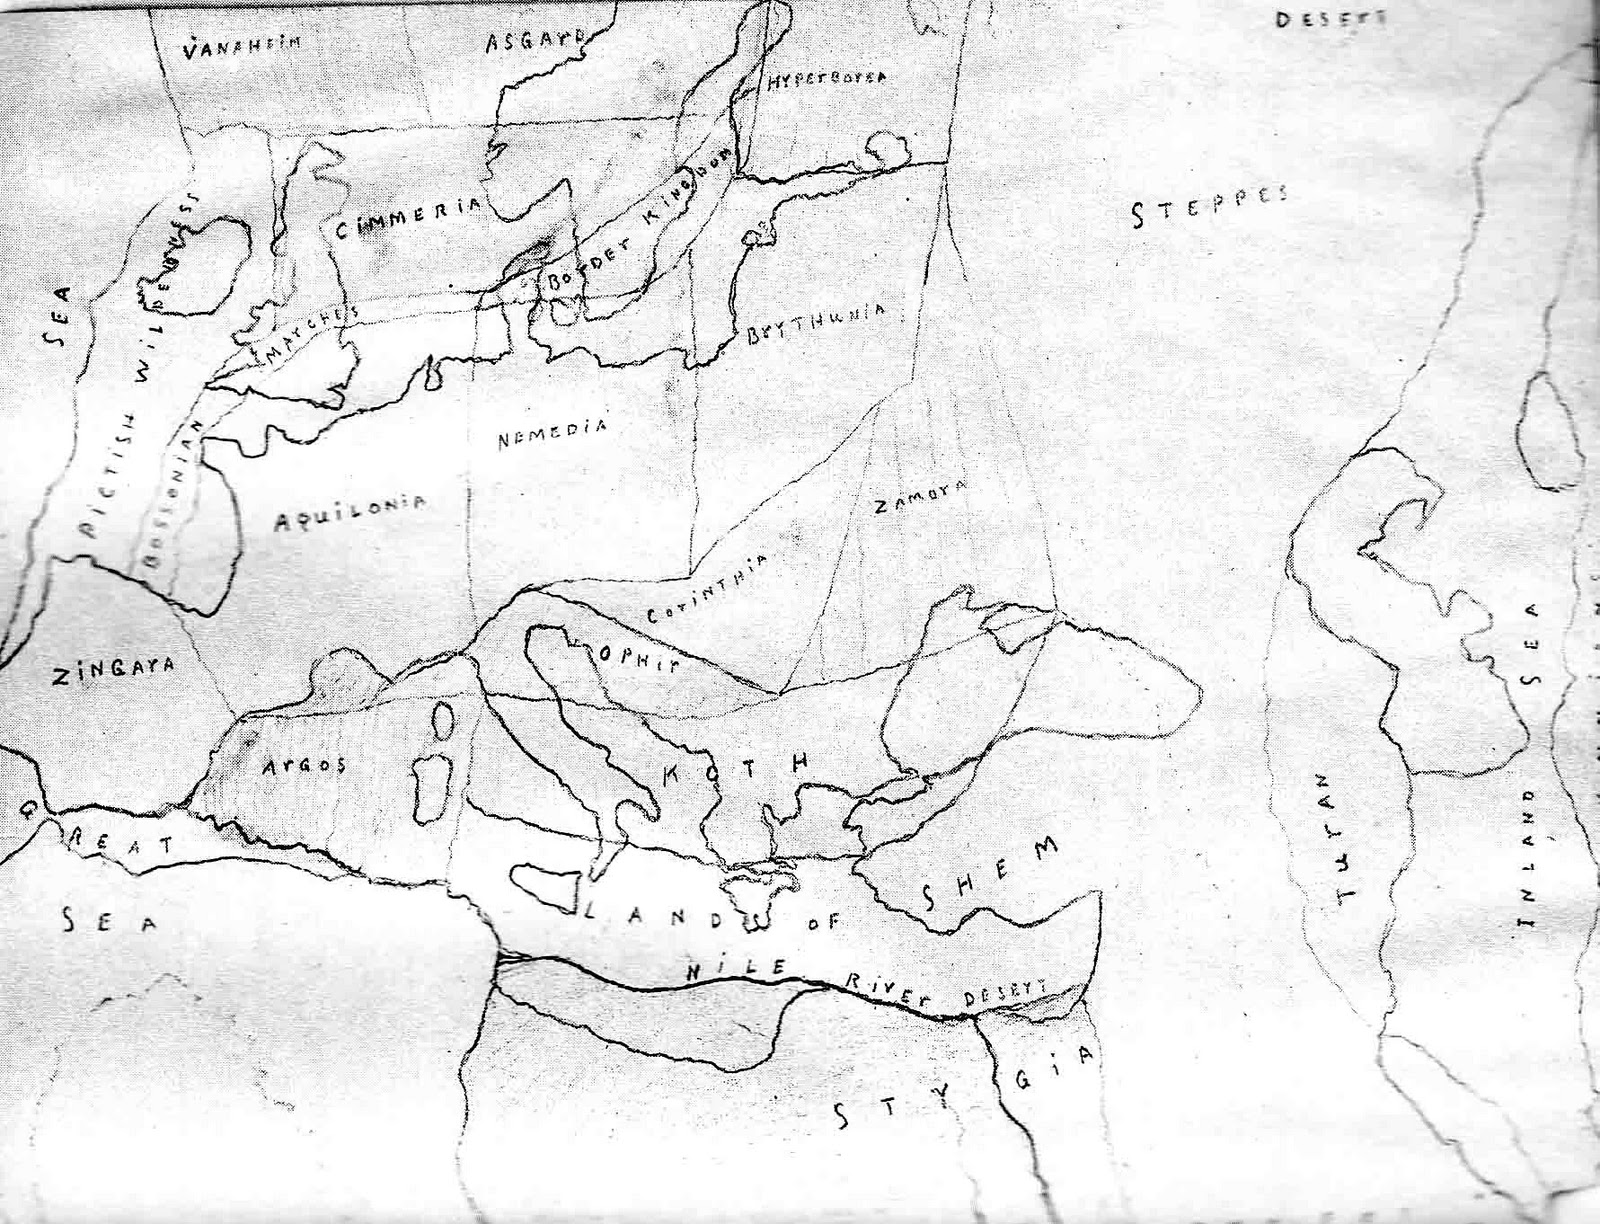 DESERT
VANAHEIM
ASGARD
HYPERBOREA
STEPPES
CIMMERIA
BORDER KINGDOM
PICTISH WILDERNESS
SEA
MARCHES
BOSSONIAN
BRYTHUNIA
NEMEDIA
AQUILONIA
ZAMORA
CORINTHIA
OPHIR
ZINGARA
ARGOS
KOTH
GREAT
SEA
SHEM
LANDS OF
NILE RIVER DESERT
STYGIA
TURAN
INLAND SEA